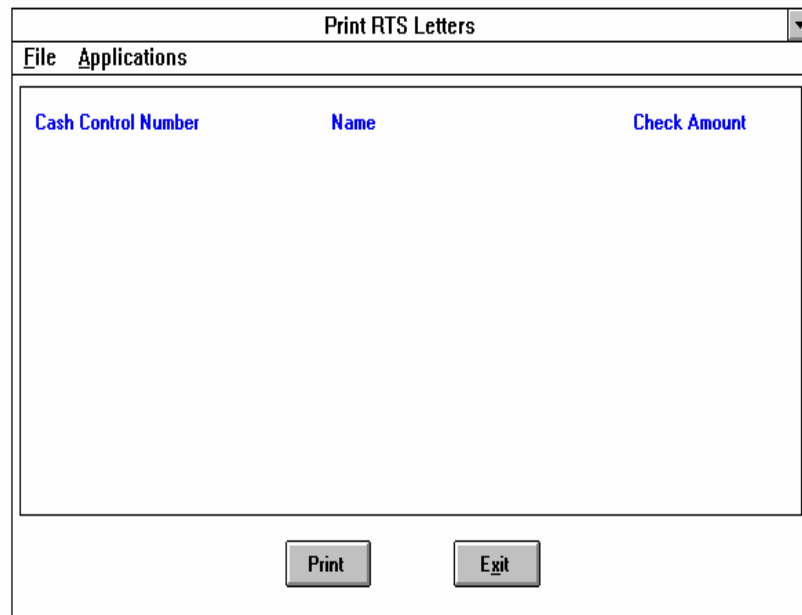 Print RTS Letters
File Applications
Cash Control Number Name Check Amount
Print Exit